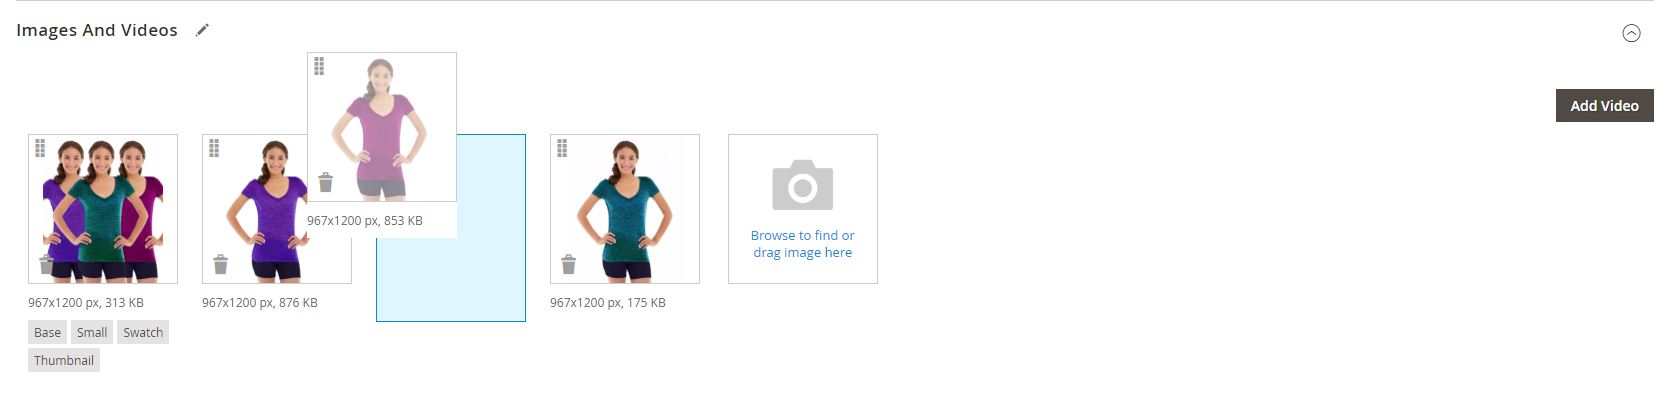 Images And Videos
Add Video
967x1200 px, 853 KB
Browse to find or
drag image here
967x1200 px, 313 KB
967x1200 px, 876 KB
967x1200 px, 175 KB
Base Small Swatch
Thumbnail